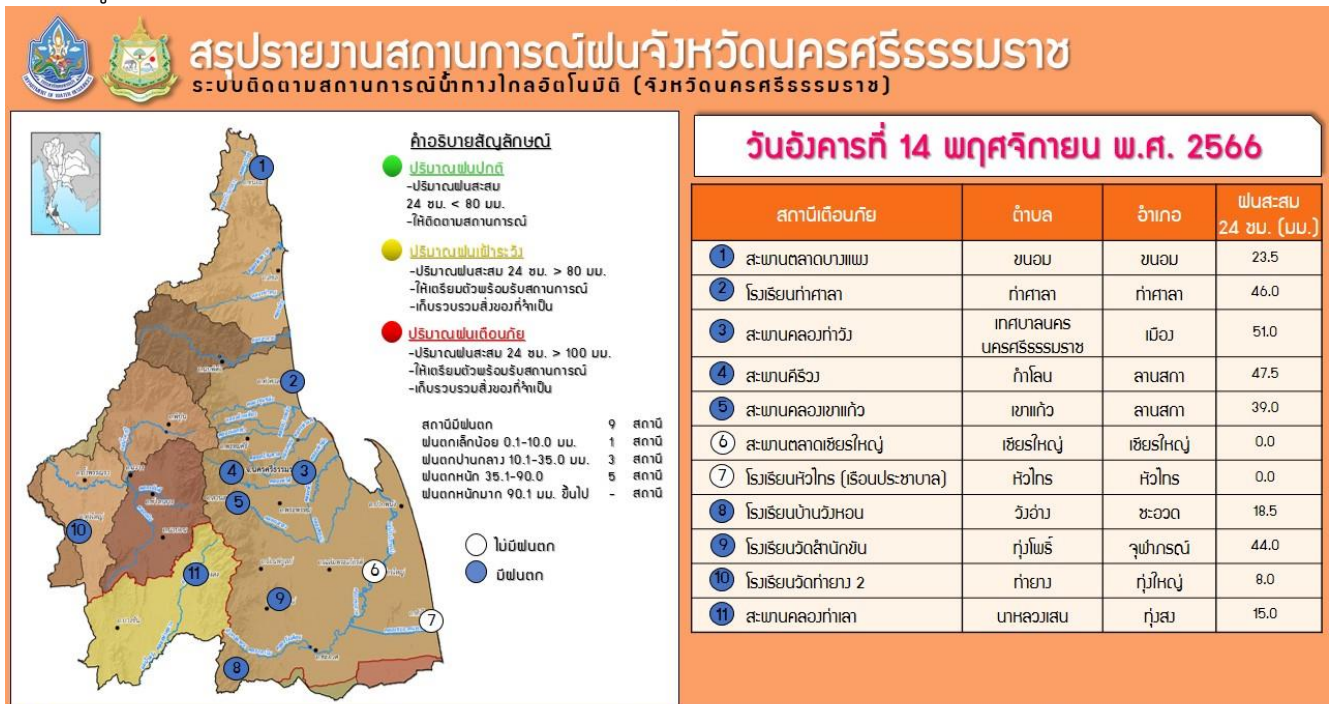 สรุปรายงานสถานการณ์ฝนจังหวัดนครศรีธรรมราช
ระบบติดตามสถานการณ์น้ำทางไกลอัตโนมัติ (จังหวัดนครศรีธรรมราช)
คำอธิบายสัญลักษณ์
ปริมาณฝนปกติ
-ปริมาณฝนสะสม
24 ชม. < 80 มม.
-ให้ติดตามสถานการณ์
ปริมาณฝนเฝ้าระวัง
-ปริมาณฝนสะสม 24 ชม. > 80 มม.
-ให้เตรียมตัวพร้อมรับสถานการณ์
-เก็บรวบรวมสิ่งของที่จำเป็น
ปริมาณฝนเตือนภัย
-ปริมาณฝนสะสม 24 ชม. > 100 มม.
-ให้เตรียมตัวพร้อมรับสถานการณ์
-เก็บรวบรวมสิ่งของที่จำเป็น
สถานีมีฝนตก 9 สถานี
ฝนตกเล็กน้อย 0.1-10.0 มม. 1 สถานี
ฝนตกปานกลาง 10.1-35.0 มม. 3 สถานี
ฝนตกหนัก 35.1-90.0 5 สถานี
ฝนตกหนักมาก 90.1 มม. ขึ้นไป - สถานี
ไม่มีฝนตก
มีฝนตก
1
2
3
4
5
6
7
8
9
10
11
วันอังคารที่ 14 พฤศจิกายน พ.ศ. 2566
สถานีเตือนภัย ตำบล อำเภอ ฝนสะสม
24 ชม. (มม.)
1 สะพานตลาดบางแพง ขนอม ขนอม 23.5
2 โรงเรียนท่าศาลา ท่าศาลา ท่าศาลา 46.0
3 สะพานคลองท่าวัง เทศบาลนคร
นครศรีธรรมราช เมือง 51.0
4 สะพานคีรีวง กำโลน ลานสกา 47.5
5 สะพานคลองเขาแก้ว เขาแก้ว ลานสกา 39.0
6 สะพานตลาดเชียรใหญ่ เชียรใหญ่ เชียรใหญ่ 0.0
7 โรงเรียนหัวไทร (เรือนประชาบาล) หัวไทร หัวไทร 0.0
8 โรงเรียนบ้านวังหอน วังอ่าง ชะอวด 18.5
9 โรงเรียนวัดสำนักขัน ทุ่งโพธิ์ จุฬาภรณ์ 44.0
10 โรงเรียนวัดท่ายาง 2 ท่ายาง ทุ่งใหญ่ 8.0
11 สะพานคลองท่าเลา นาหลวงเสน ทุ่งสง 15.0